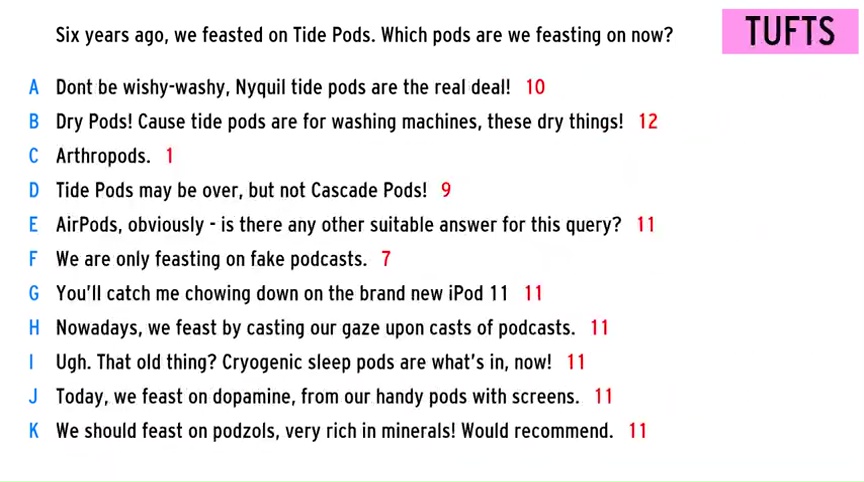 Six years ago, we feasted on Tide Pods. Which pods are we feasting on now?
TUFTS
A Dont be wishy-washy, Nyquil tide pods are the real deal! 10
B Dry Pods! Cause tide pods are for washing machines, these dry things! 12
C Arthropods. 1
D Tide Pods may be over, but not Cascade Pods! 9
E AirPods, obviously - is there any other suitable answer for this query? 11
F We are only feasting on fake podcasts. 7
G You'll catch me chowing down on the brand new iPod 11 11
H Nowadays, we feast by casting our gaze upon casts of podcasts. 11
I Ugh. That old thing? Cryogenic sleep pods are what's in, now! 11
J Today, we feast on dopamine, from our handy pods with screens. 11
K We should feast on podzols, very rich in minerals! Would recommend. 11